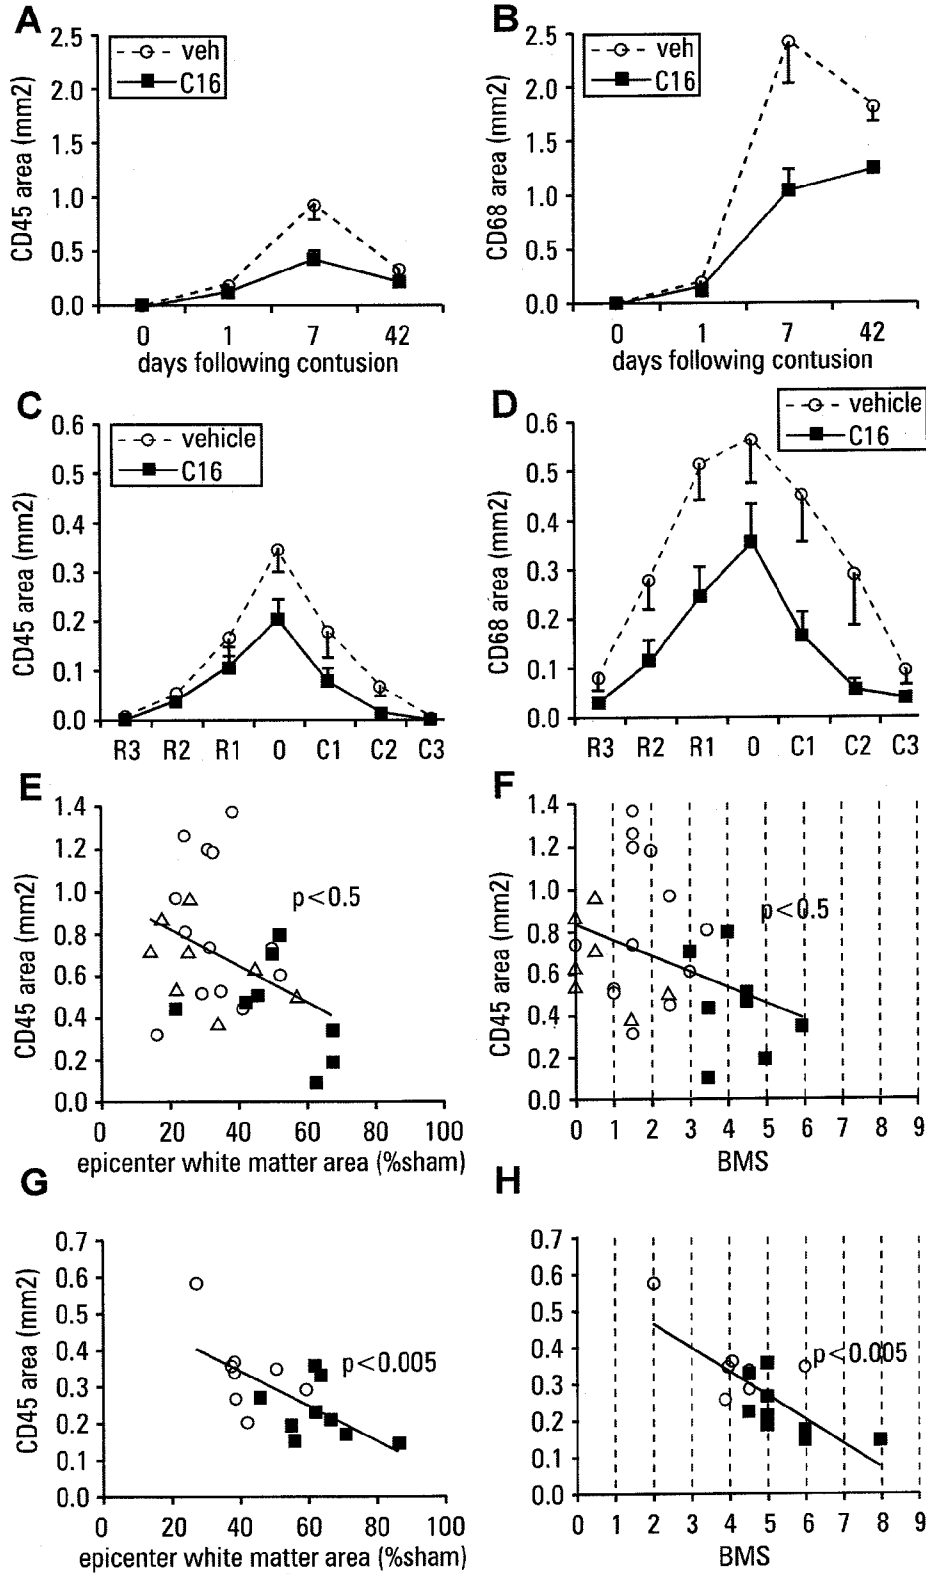 A
2.5
2.0
1.5
1.0
0.5
0.0
CD45 area (mm2)
veh
C16
0 1 7 42
days following contusion
B
2.5
2.0
1.5
1.0
0.5
0.0
CD68 area (mm2)
veh
C16
0 1 7 42
days following contusion
C
0.6
0.5
0.4
0.3
0.2
0.1
0.0
CD45 area (mm2)
vehicle
C16
R3 R2 R1 0 C1 C2 C3
D
0.6
0.5
0.4
0.3
0.2
0.1
0.0
CD68 area (mm2)
vehicle
C16
R3 R2 R1 0 C1 C2 C3
E
1.4
1.2
1.0
0.8
0.6
0.4
0.2
0.0
CD45 area (mm2)
p<0.5
0 20 40 60 80 100
epicenter white matter area (%sham)
F
1.4
1.2
1.0
0.8
0.6
0.4
0.2
0.0
CD45 area (mm2)
p<0.5
0 1 2 3 4 5 6 7 8 9
BMS
G
0.7
0.6
0.5
0.4
0.3
0.2
0.1
0.0
CD45 area (mm2)
p<0.005
0 20 40 60 80 100
epicenter white matter area (%sham)
H
0.7
0.6
0.5
0.4
0.3
0.2
0.1
0.0
p<0.005
0 1 2 3 4 5 6 7 8 9
BMS